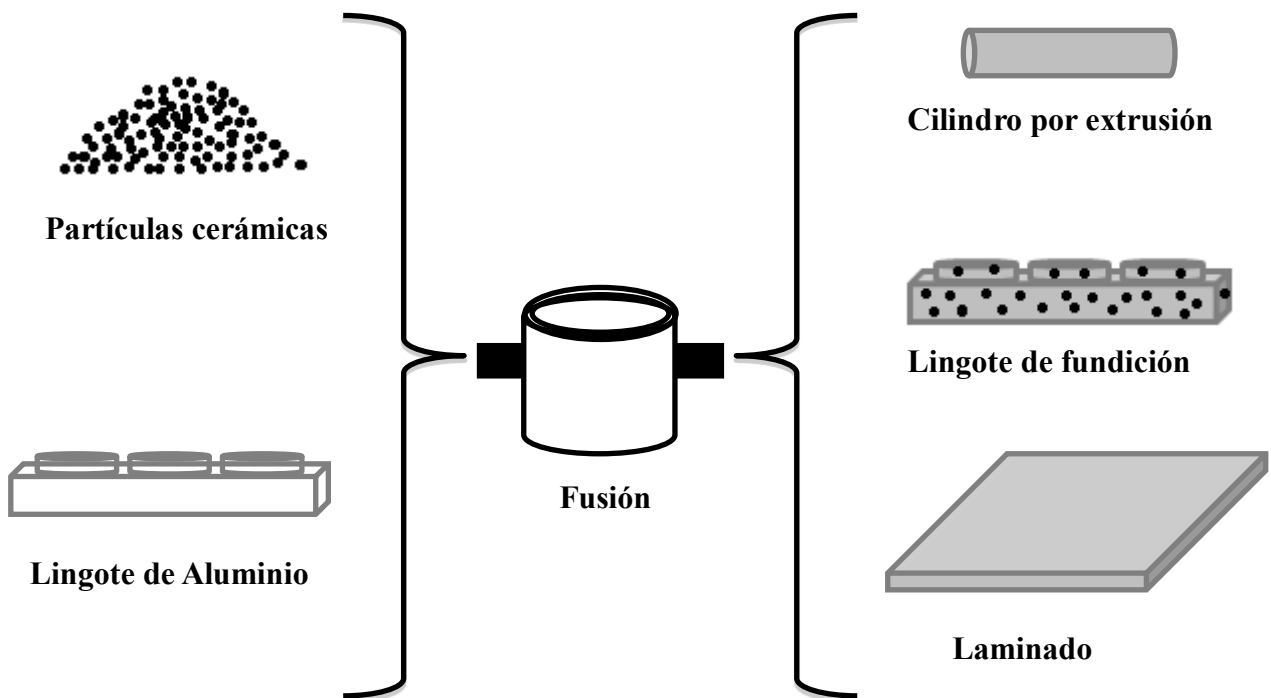 Partículas cerámicas
Lingote de Aluminio
Fusión
Cilindro por extrusión
Lingote de fundición
Laminado